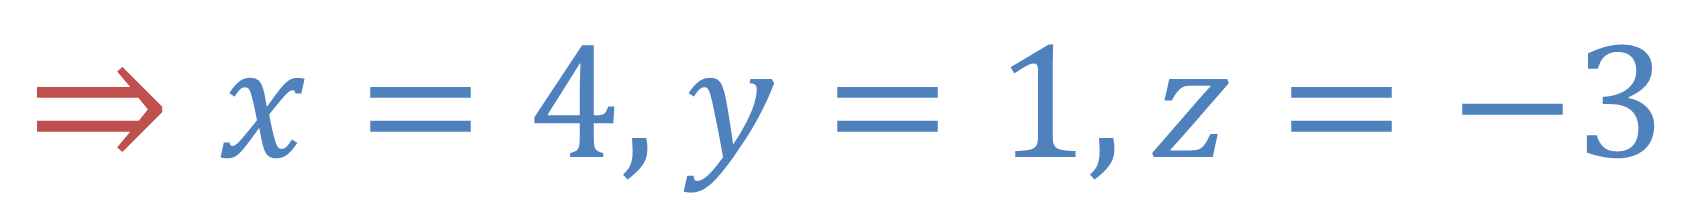 ⇒ x = 4, y = 1, z = −3